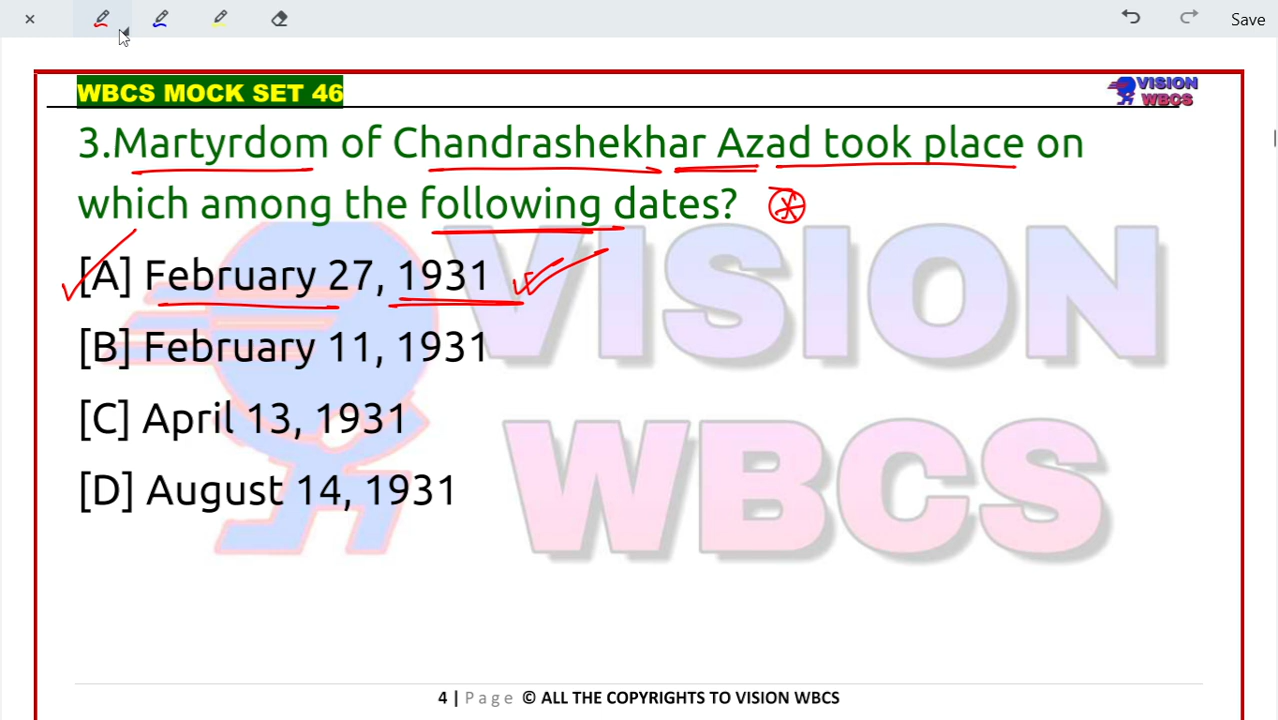 Save
WBCS MOCK SET 46
VISION
WBCS
3.Martyrdom of Chandrashekhar Azad took place on
which among the following dates?
[A] February 27, 1931
[B] February 11, 1931
[C] April 13, 1931
[D] August 14, 1931
VISION
WBCS
4 | Page © ALL THE COPYRIGHTS TO VISION WBCS